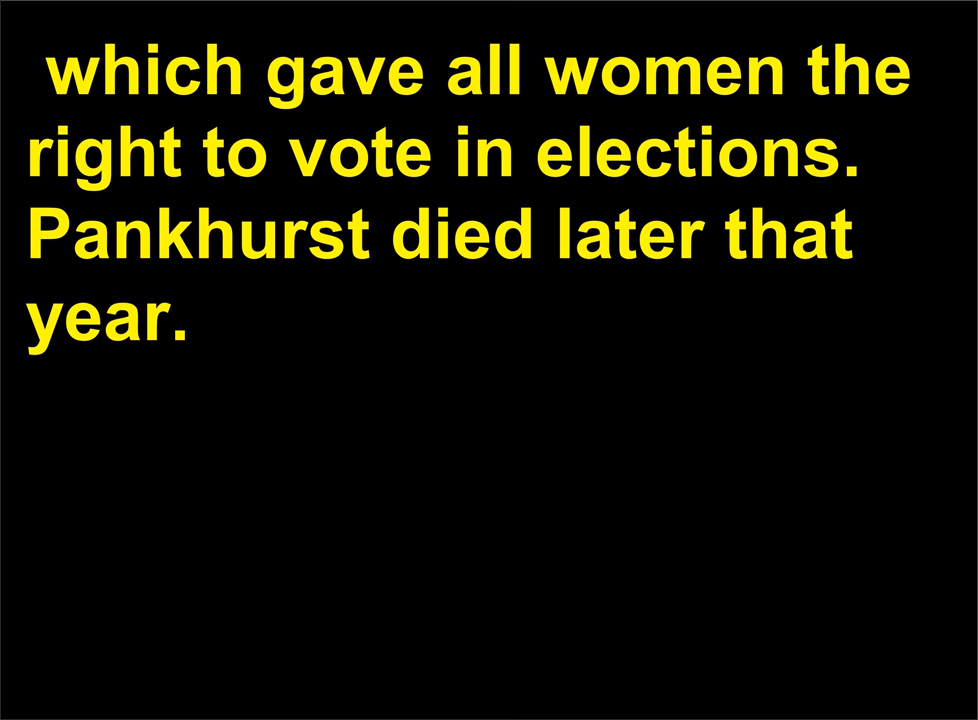 which gave all women the
right to vote in elections.
Pankhurst died later that
year.